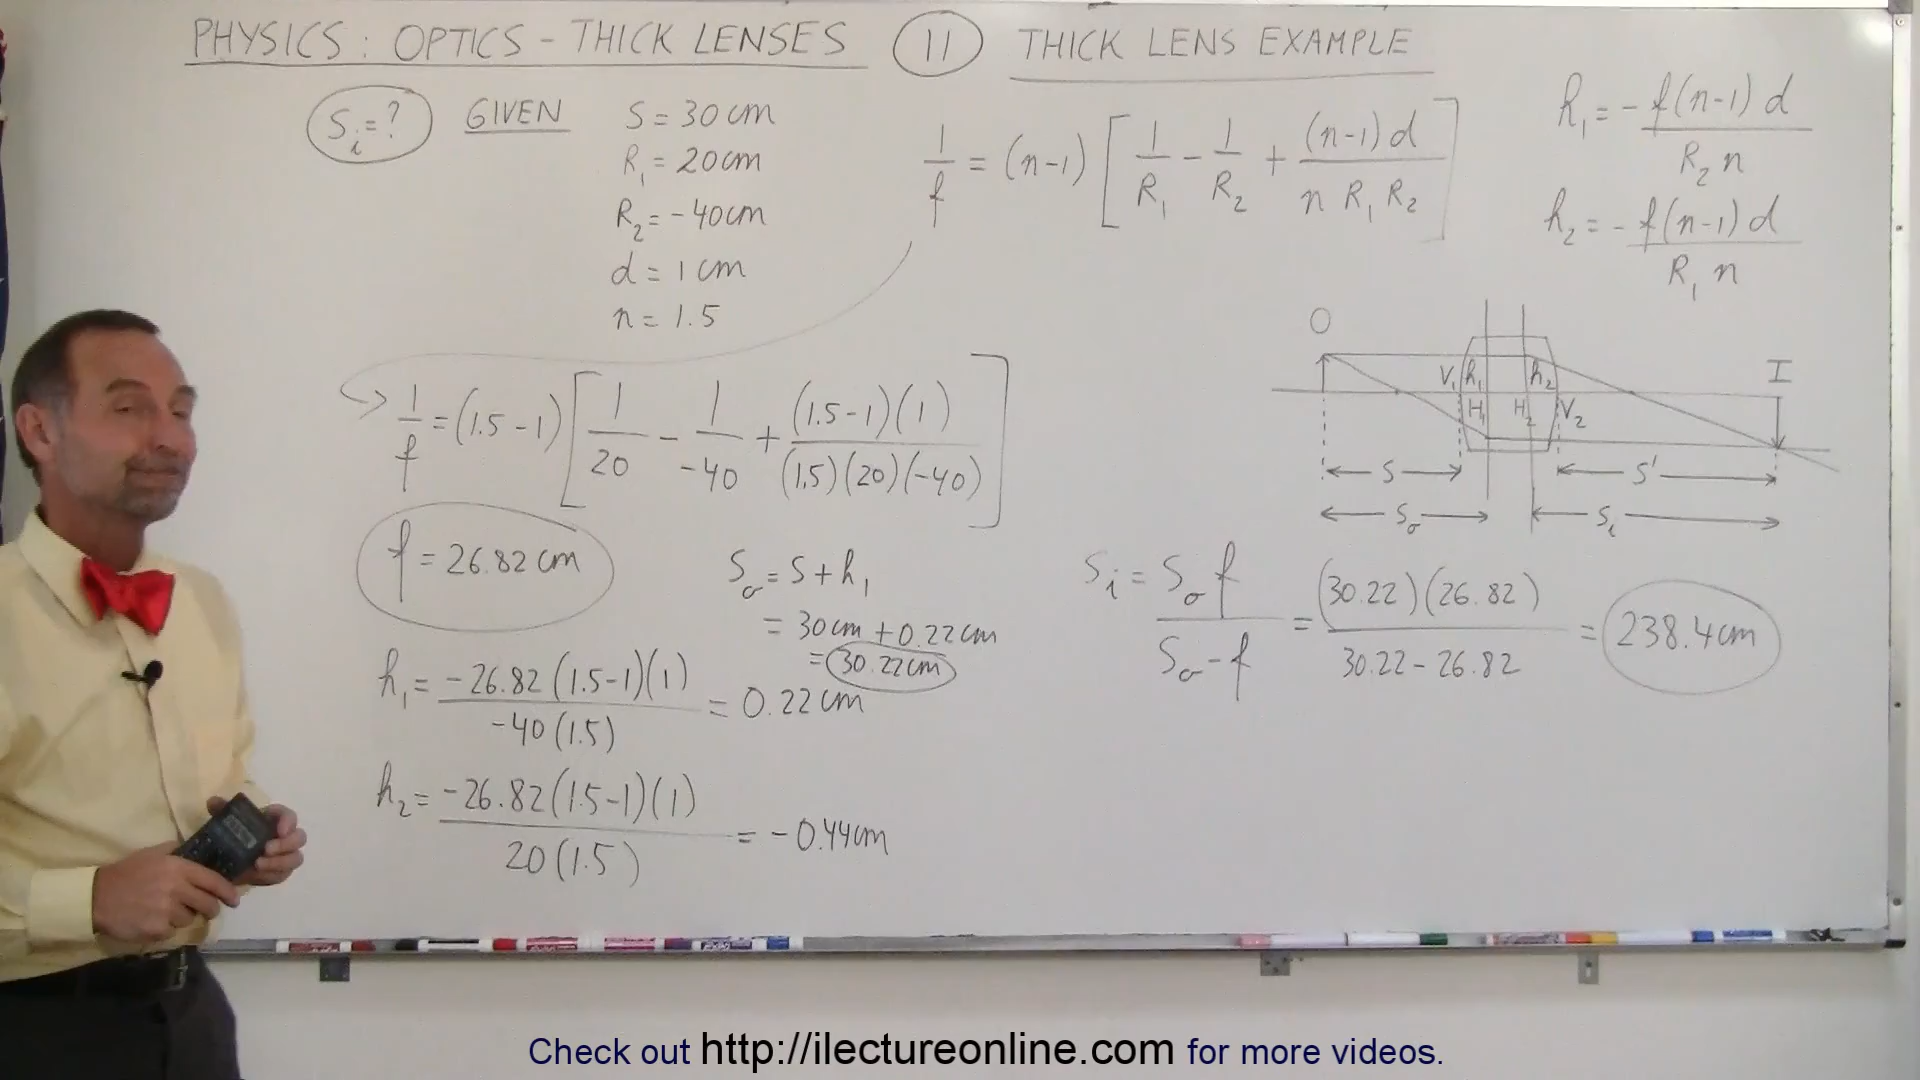 PHYSICS: OPTICS - THICK LENSES 11 THICK LENS EXAMPLE
S_i = ? GIVEN
S = 30 cm
R_1 = 20 cm
R_2 = -40 cm
d = 1 cm
n = 1.5
1/f = (n-1) [ 1/R_1 - 1/R_2 + (n-1) d / n R_1 R_2 ]
h_1 = - f(n-1) d / R_2 n
h_2 = - f(n-1) d / R_1 n
1/f = (1.5 - 1) [ 1/20 - 1/-40 + (1.5-1)(1) / (1.5)(20)(-40) ]
f = 26.82 cm
h_1 = -26.82 (1.5-1)(1) / -40 (1.5) = 0.22 cm
h_2 = -26.82 (1.5-1)(1) / 20 (1.5) = -0.44 cm
S_o = S + h_1
= 30 cm + 0.22 cm
= 30.22 cm
O
I
V_1 h_1 h_2
H_1 H_2 V_2
S S'
S_o S_i
S_i = S_o f / S_o - f = (30.22)(26.82) / 30.22 - 26.82 = 238.4 cm
Check out http://ilectureonline.com for more videos.